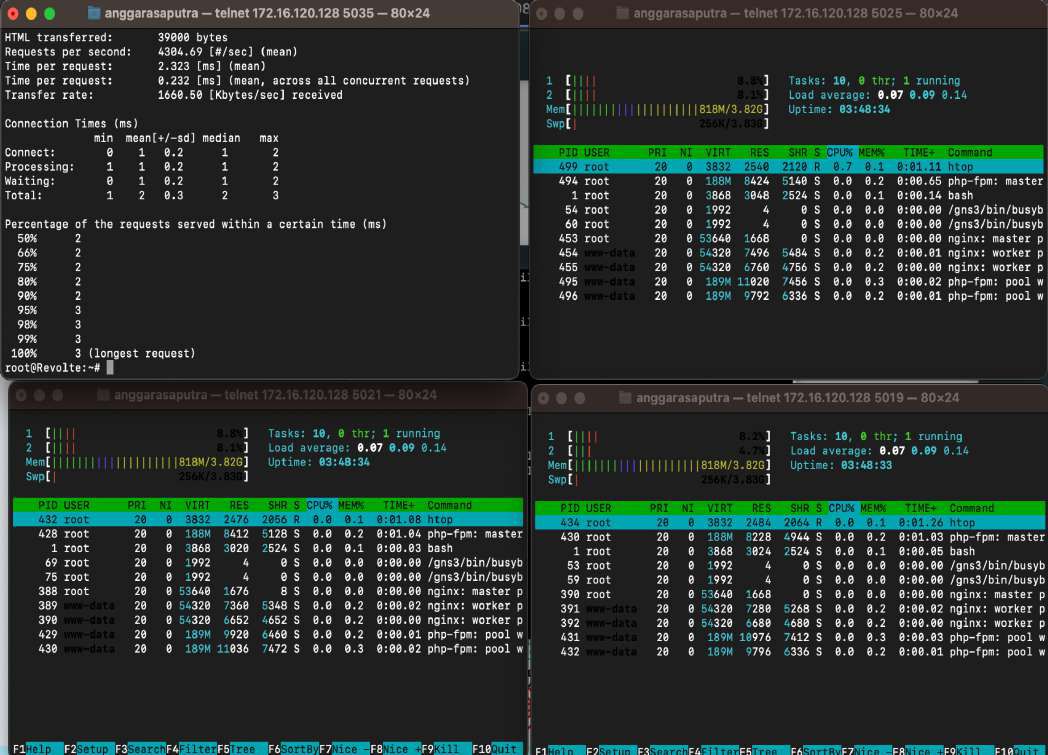 anggarasaputra — telnet 172.16.120.128 5035 — 80×24
HTML transferred: 39000 bytes
Requests per second: 4304.69 [#/sec] (mean)
Time per request: 2.323 [ms] (mean)
Time per request: 0.232 [ms] (mean, across all concurrent requests)
Transfer rate: 1660.50 [Kbytes/sec] received
Connection Times (ms)
min mean[+/-sd] median max
Connect: 0 1 0.2 1 2
Processing: 1 1 0.2 1 2
Waiting: 0 1 0.2 1 2
Total: 1 2 0.3 2 3
Percentage of the requests served within a certain time (ms)
50% 2
66% 2
75% 2
80% 2
90% 2
95% 3
98% 3
99% 3
100% 3 (longest request)
root@Revolte:~#
anggarasaputra — telnet 172.16.120.128 5025 — 80×24
1 [|||| 8.8%] Tasks: 10, 0 thr; 1 running
2 [|||| 8.1%] Load average: 0.07 0.09 0.14
Mem[||||||||||||||||||||818M/3.82G] Uptime: 03:48:34
Swp[| 256K/3.83G]
PID USER PRI NI VIRT RES SHR S CPU% MEM% TIME+ Command
499 root 20 0 3832 2540 2120 R 0.7 0.1 0:01.11 htop
494 root 20 0 188M 8424 5140 S 0.0 0.2 0:00.65 php-fpm: master
1 root 20 0 3868 3048 2524 S 0.0 0.1 0:00.14 bash
54 root 20 0 1992 4 0 S 0.0 0.0 0:00.00 /gns3/bin/busyb
60 root 20 0 1992 4 0 S 0.0 0.0 0:00.00 /gns3/bin/busyb
453 root 20 0 53640 1668 0 S 0.0 0.0 0:00.00 nginx: master p
454 www-data 20 0 54320 7496 5484 S 0.0 0.2 0:00.01 nginx: worker p
455 www-data 20 0 54320 6760 4756 S 0.0 0.2 0:00.00 nginx: worker p
495 www-data 20 0 189M 11020 7456 S 0.0 0.3 0:00.02 php-fpm: pool w
496 www-data 20 0 189M 9792 6336 S 0.0 0.2 0:00.01 php-fpm: pool w
anggarasaputra — telnet 172.16.120.128 5021 — 80×24
1 [|||| 8.8%] Tasks: 10, 0 thr; 1 running
2 [|||| 8.1%] Load average: 0.07 0.09 0.14
Mem[||||||||||||||||||||818M/3.82G] Uptime: 03:48:34
Swp[| 256K/3.83G]
PID USER PRI NI VIRT RES SHR S CPU% MEM% TIME+ Command
432 root 20 0 3832 2476 2056 R 0.0 0.1 0:01.08 htop
428 root 20 0 188M 8412 5128 S 0.0 0.2 0:01.04 php-fpm: master
1 root 20 0 3868 3020 2524 S 0.0 0.1 0:00.03 bash
69 root 20 0 1992 4 0 S 0.0 0.0 0:00.00 /gns3/bin/busyb
75 root 20 0 1992 4 0 S 0.0 0.0 0:00.00 /gns3/bin/busyb
388 root 20 0 53640 1676 8 S 0.0 0.0 0:00.00 nginx: master p
389 www-data 20 0 54320 7360 5348 S 0.0 0.2 0:00.02 nginx: worker p
390 www-data 20 0 54320 6652 4652 S 0.0 0.2 0:00.00 nginx: worker p
429 www-data 20 0 189M 9920 6460 S 0.0 0.2 0:00.01 php-fpm: pool w
430 www-data 20 0 189M 11036 7472 S 0.0 0.3 0:00.02 php-fpm: pool w
F1Help F2Setup F3SearchF4FilterF5Tree F6SortByF7Nice -F8Nice +F9Kill F10Quit
anggarasaputra — telnet 172.16.120.128 5019 — 80×24
1 [|||| 8.2%] Tasks: 10, 0 thr; 1 running
2 [||| 4.7%] Load average: 0.07 0.09 0.14
Mem[||||||||||||||||||||818M/3.82G] Uptime: 03:48:33
Swp[| 256K/3.83G]
PID USER PRI NI VIRT RES SHR S CPU% MEM% TIME+ Command
434 root 20 0 3832 2484 2064 R 0.0 0.1 0:01.26 htop
430 root 20 0 188M 8228 4944 S 0.0 0.2 0:01.03 php-fpm: master
1 root 20 0 3868 3024 2524 S 0.0 0.1 0:00.05 bash
53 root 20 0 1992 4 0 S 0.0 0.0 0:00.00 /gns3/bin/busyb
59 root 20 0 1992 4 0 S 0.0 0.0 0:00.00 /gns3/bin/busyb
390 root 20 0 53640 1668 0 S 0.0 0.0 0:00.00 nginx: master p
391 www-data 20 0 54320 7280 5268 S 0.0 0.2 0:00.02 nginx: worker p
392 www-data 20 0 54320 6680 4680 S 0.0 0.2 0:00.00 nginx: worker p
431 www-data 20 0 189M 10976 7412 S 0.0 0.3 0:00.03 php-fpm: pool w
432 www-data 20 0 189M 9796 6336 S 0.0 0.2 0:00.01 php-fpm: pool w
F1Help F2Setup F3SearchF4FilterF5Tree F6SortByF7Nice -F8Nice +F9Kill F10Quit